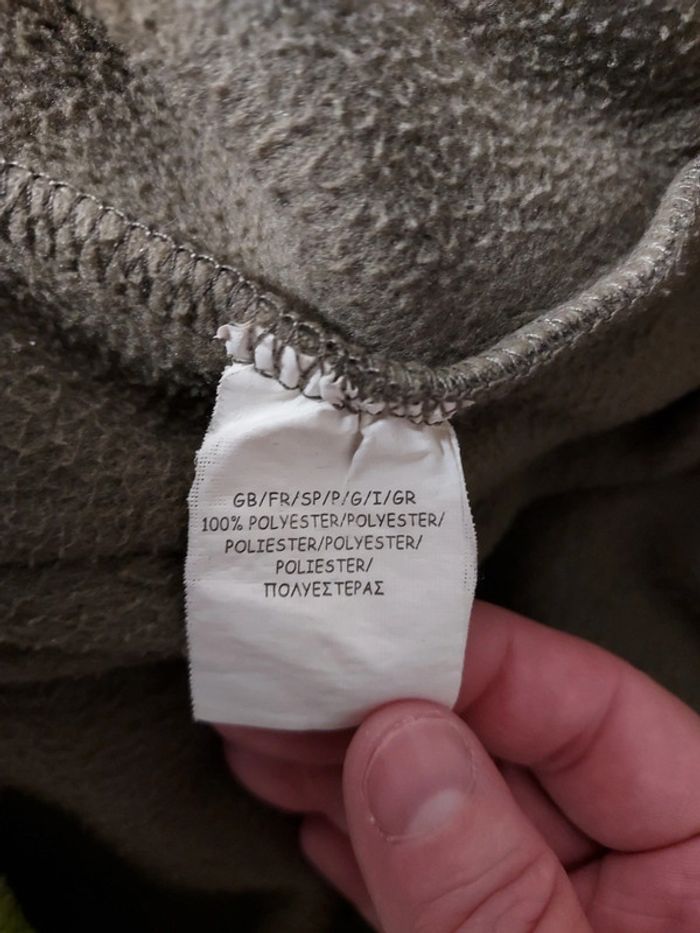 GB/FR/SP/P/G/I/GR
100% POLYESTER/POLYESTER/
POLIESTER/POLYESTER/
POLIESTER/
ΠΟΛΥΕΣΤΕΡΑΣ